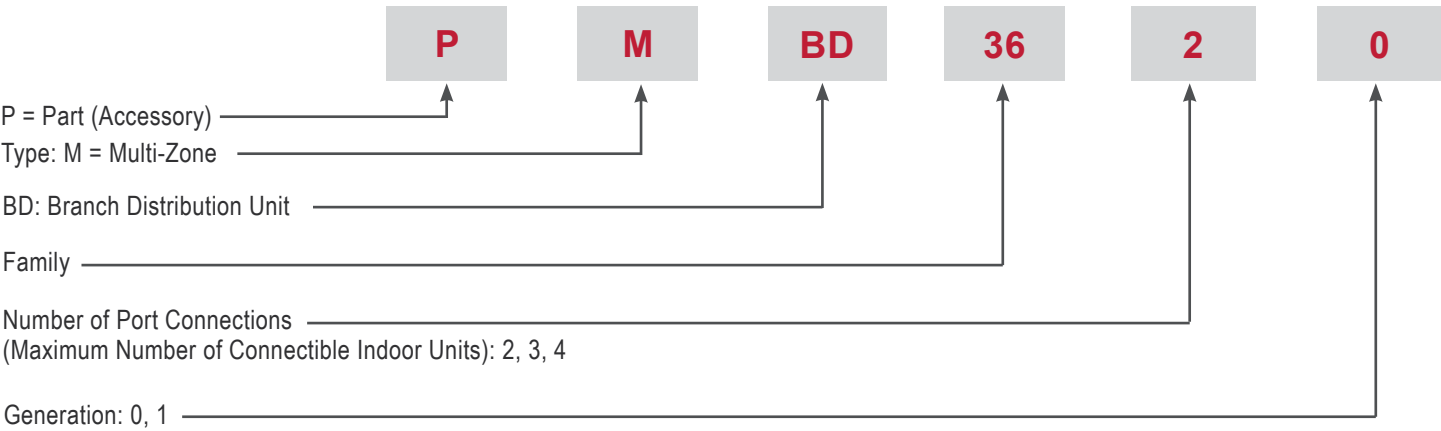 P M BD 36 2 0
P = Part (Accessory)
Type: M = Multi-Zone
BD: Branch Distribution Unit
Family
Number of Port Connections
(Maximum Number of Connectible Indoor Units): 2, 3, 4
Generation: 0, 1